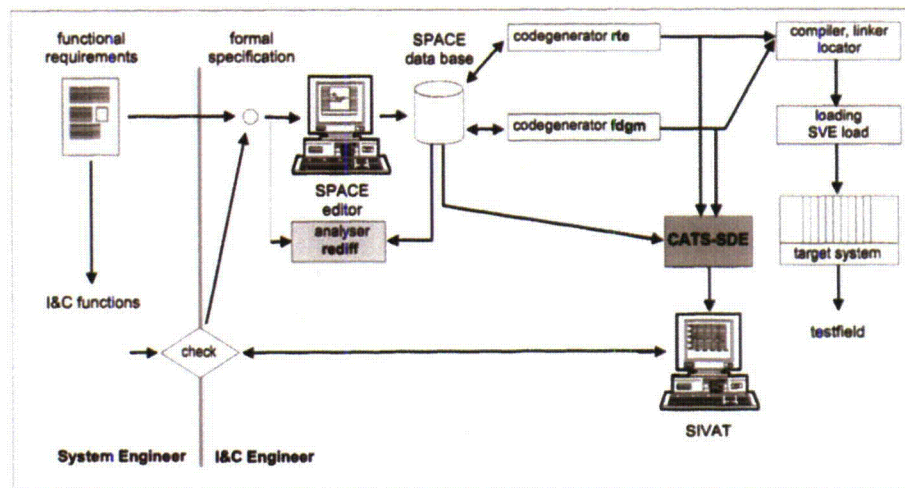 functional
requirements
formal
specification
SPACE
data base
codegenerator rte
compiler, linker
locator
codegenerator fdgm
loading
SVE load
SPACE
editor
analyser
rediff
CATS-SDE
target system
I&C functions
testfield
check
SIVAT
System Engineer
I&C Engineer